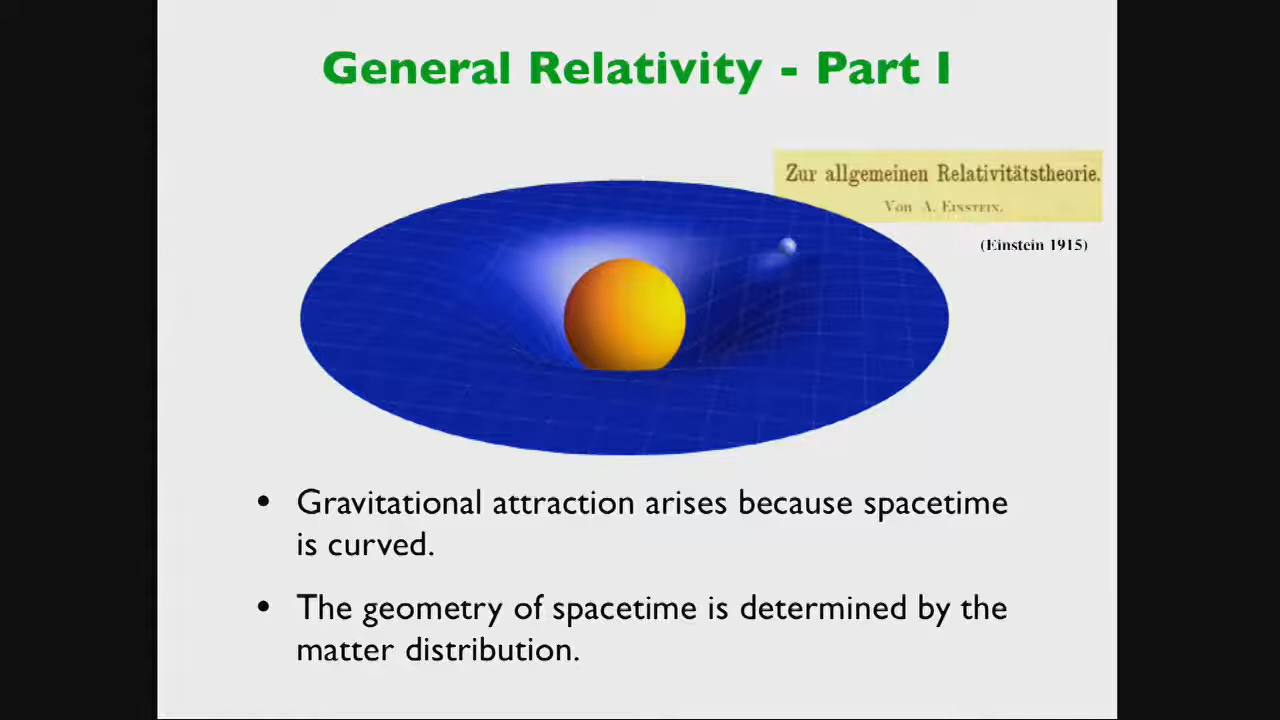 General Relativity - Part I
Zur allgemeinen Relativitätstheorie.
Von A. EINSTEIN.
(Einstein 1915)
• Gravitational attraction arises because spacetime
is curved.
• The geometry of spacetime is determined by the
matter distribution.